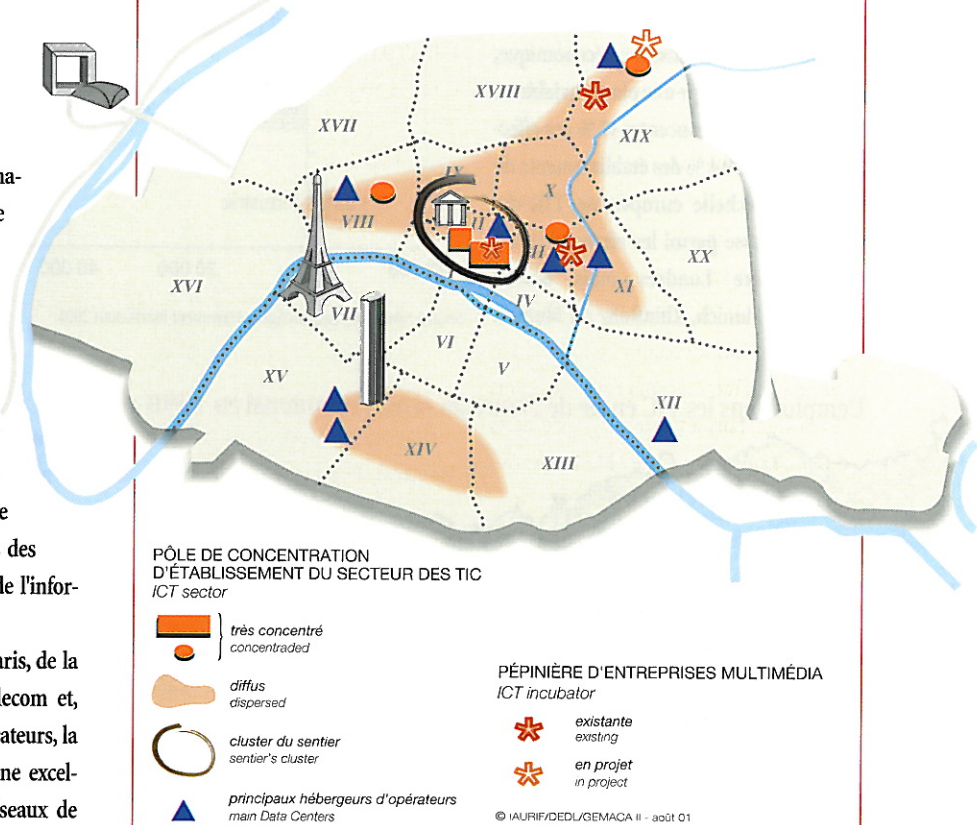 XVIII
XVII
XIX
IX
X
VIII
II
XX
XVI
XI
IV
VII
VI
XV
V
XII
XIV
XIII
e
des
de l'infor-
aris, de la
lecom et,
ateurs, la
ne excel-
seaux de
PÔLE DE CONCENTRATION
D'ÉTABLISSEMENT DU SECTEUR DES TIC
ICT sector
très concentré
concentraded
diffus
dispersed
cluster du sentier
sentier's cluster
principaux hébergeurs d'opérateurs
main Data Centers
PÉPINIÈRE D'ENTREPRISES MULTIMÉDIA
ICT incubator
existante
existing
en projet
in project
© IAURIF/DEDL/GEMACA II - août 01